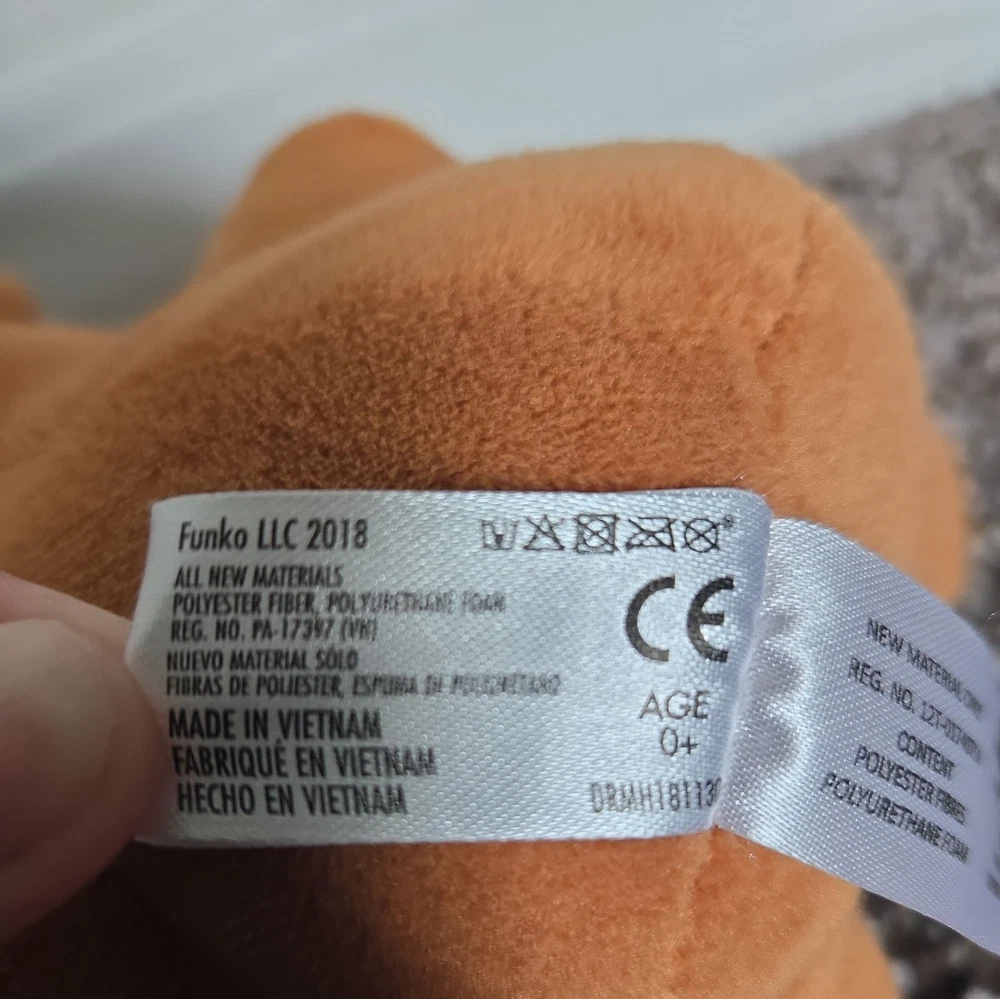 Funko LLC 2018
ALL NEW MATERIALS
POLYESTER FIBER, POLYURETHANE FOAM
REG. NO. PA-17397 (VN)
NUEVO MATERIAL SÓLO
FIBRAS DE POLIESTER, ESPUMA DE POLIURETANO
MADE IN VIETNAM
FABRIQUÉ EN VIETNAM
HECHO EN VIETNAM
CE
AGE
0+
NEW MATERIAL
REG. NO.
CONTENT
POLYESTER FIBRES
POLYURETHANE FOAM